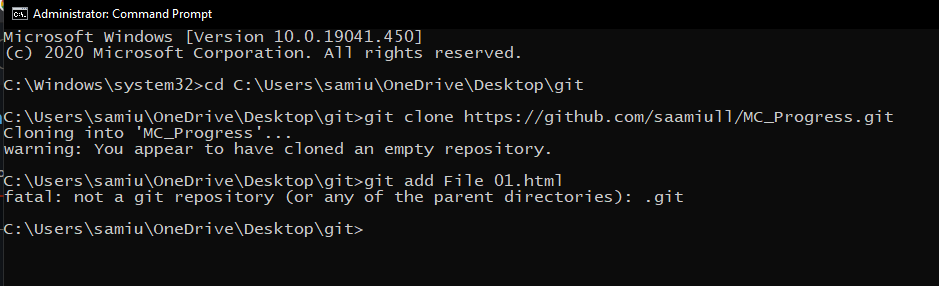 Administrator: Command Prompt
Microsoft Windows [Version 10.0.19041.450]
(c) 2020 Microsoft Corporation. All rights reserved.
C:\Windows\system32>cd C:\Users\samiu\OneDrive\Desktop\git
C:\Users\samiu\OneDrive\Desktop\git>git clone https://github.com/saamiull/MC_Progress.git
Cloning into 'MC_Progress'...
warning: You appear to have cloned an empty repository.
C:\Users\samiu\OneDrive\Desktop\git>git add File 01.html
fatal: not a git repository (or any of the parent directories): .git
C:\Users\samiu\OneDrive\Desktop\git>